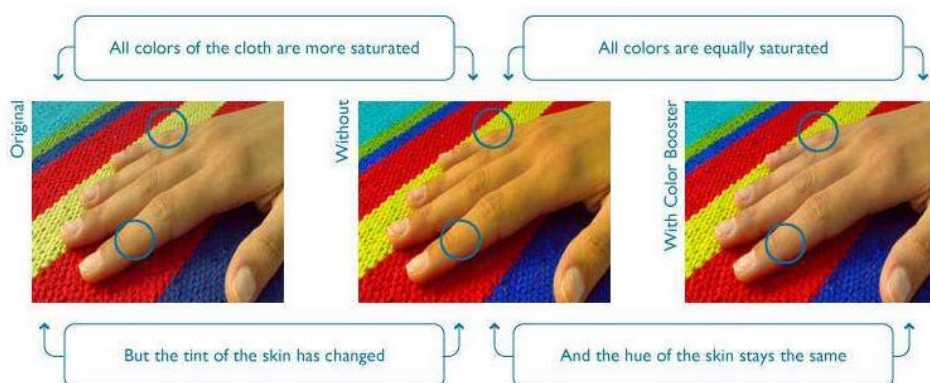 All colors of the cloth are more saturated
All colors are equally saturated
Original
Without
With Color Booster
But the tint of the skin has changed
And the hue of the skin stays the same